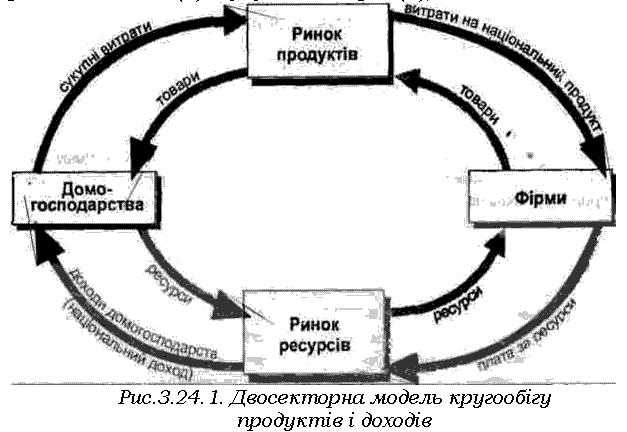 Ринок
продуктів
сукупні витрати
витрати на національний продукт
товари
товари
Домо-
господарства
Фірми
ресурси
ресурси
доходи домогосподарств
(національний доход)
плата за ресурси
Ринок
ресурсів
Рис.3.24. 1. Двосекторна модель кругообігу
продуктів і доходів